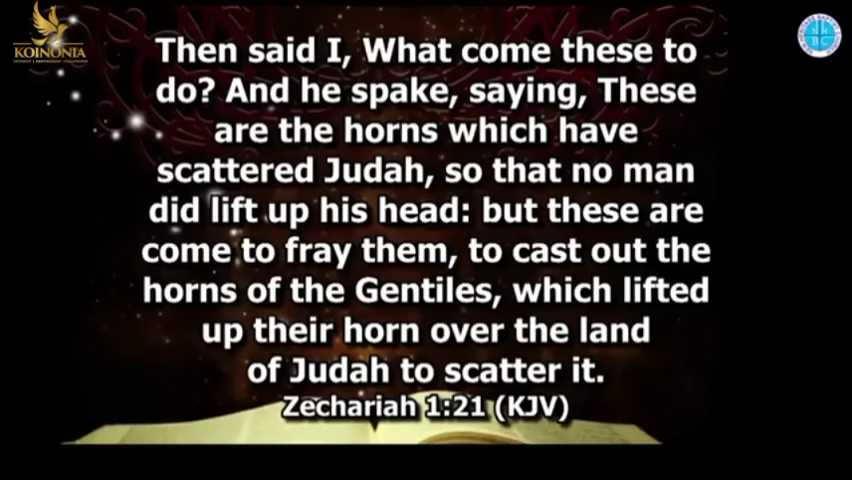 KOINONIA
Then said I, What come these to
do? And he spake, saying, These
are the horns which have
scattered Judah, so that no man
did lift up his head: but these are
come to fray them, to cast out the
horns of the Gentiles, which lifted
up their horn over the land
of Judah to scatter it.
Zechariah 1:21 (KJV)